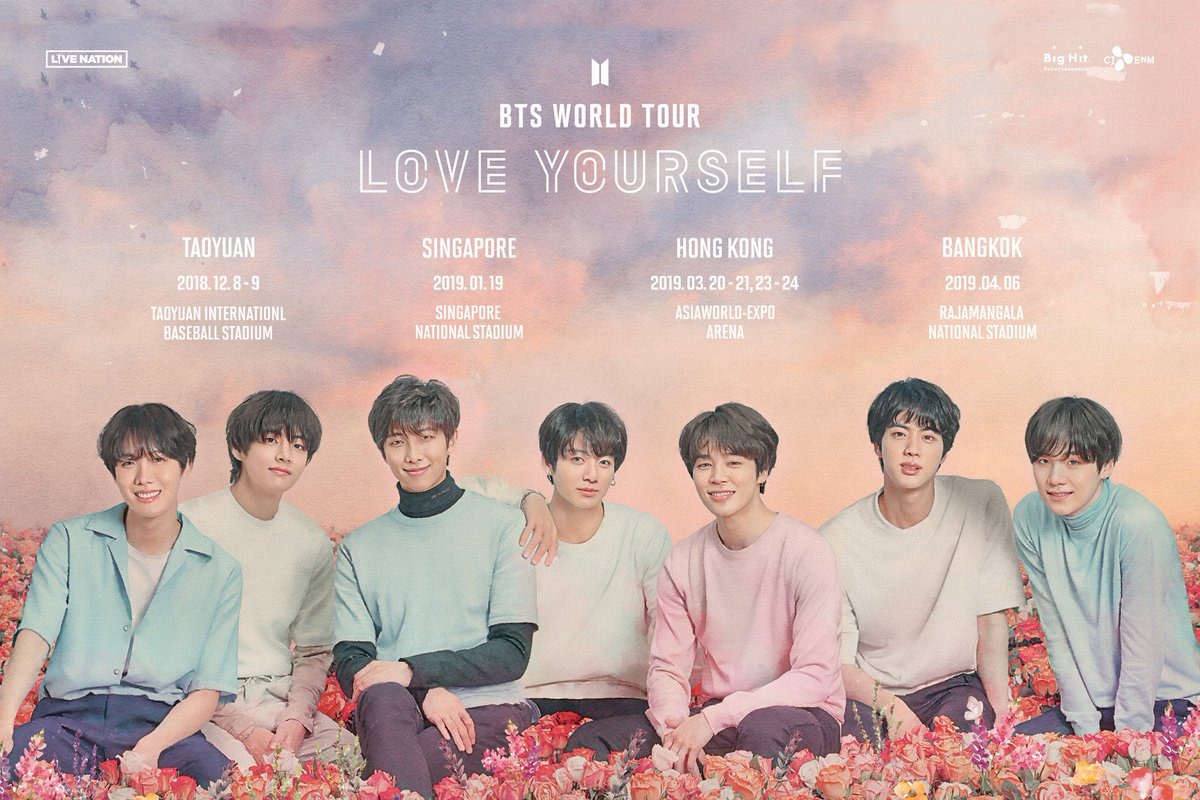 LIVE NATION
Big Hit
Entertainment
CJ ENM
BTS WORLD TOUR
LOVE YOURSELF
TAOYUAN
2018.12.8-9
TAOYUAN INTERNATIONL
BASEBALL STADIUM
SINGAPORE
2019.01.19
SINGAPORE
NATIONAL STADIUM
HONG KONG
2019.03.20-21,23-24
ASIAWORLD-EXPO
ARENA
BANGKOK
2019.04.06
RAJAMANGALA
NATIONAL STADIUM